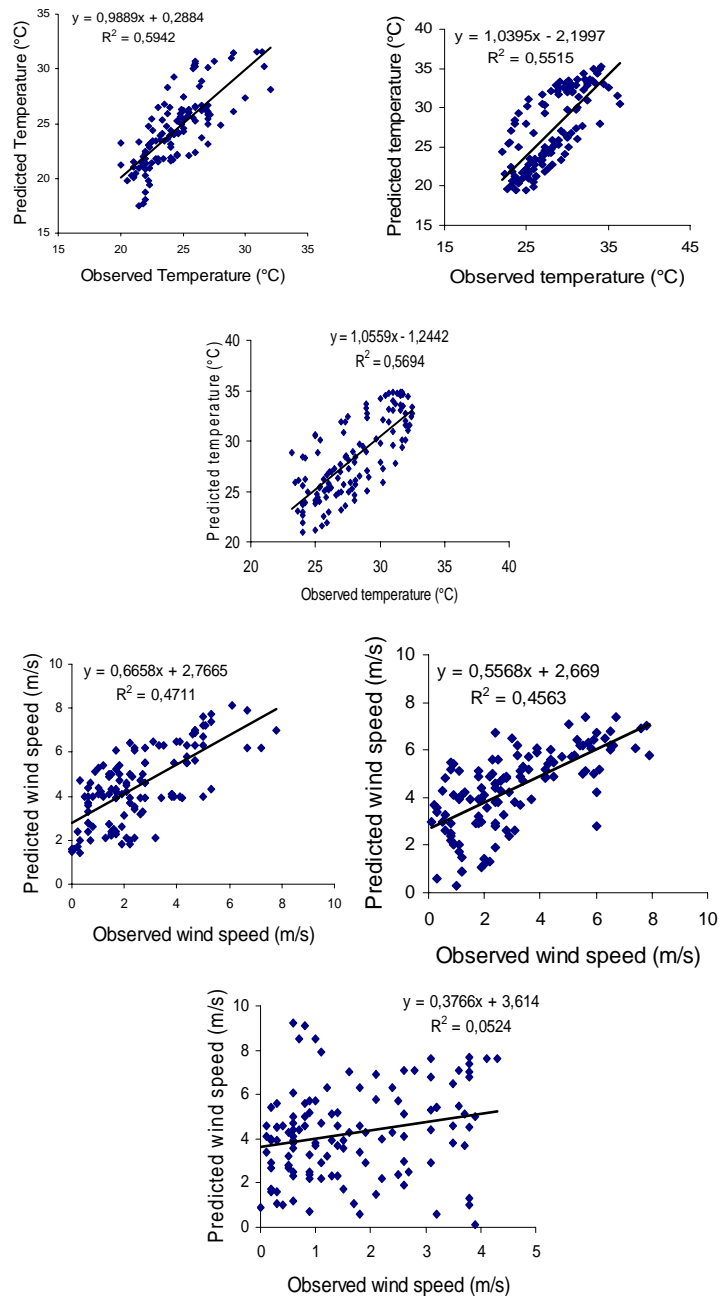 y = 0,9889x + 0,2884
R² = 0,5942
35
30
25
20
15
15 20 25 30 35
Predicted Temperature (°C)
Observed Temperature (°C)
y = 1,0395x - 2,1997
R² = 0,5515
35
30
25
20
15
15 25 35 45
Predicted temperature (°C)
Observed temperature (°C)
y = 1,0559x - 1,2442
R² = 0,5694
40
35
30
25
20
20 25 30 35 40
Predicted temperature (°C)
Observed temperature (°C)
y = 0,6658x + 2,7665
R² = 0,4711
10
8
6
4
2
0
0 2 4 6 8 10
Predicted wind speed (m/s)
Observed wind speed (m/s)
y = 0,5568x + 2,669
R² = 0,4563
10
8
6
4
2
0
0 2 4 6 8 10
Predicted wind speed (m/s)
Observed wind speed (m/s)
y = 0,3766x + 3,614
R² = 0,0524
10
8
6
4
2
0
0 1 2 3 4 5
Predicted wind speed (m/s)
Observed wind speed (m/s)